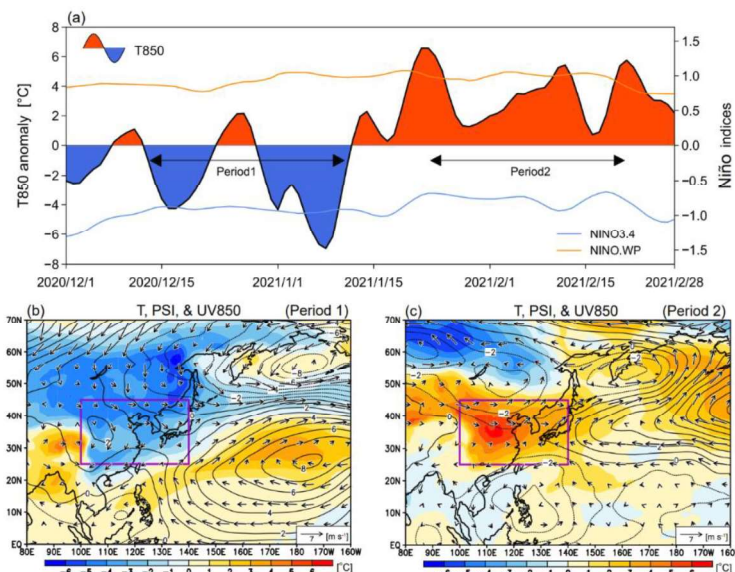 (a)
T850
T850 anomaly [°C]
8
6
4
2
0
−2
−4
−6
−8
Niño indices
1.5
1.0
0.5
0.0
−0.5
−1.0
−1.5
Period1
Period2
NINO3.4
NINO.WP
2020/12/1
2020/12/15
2021/1/1
2021/1/15
2021/2/1
2021/2/15
2021/2/28
(b) T, PSI, & UV850 (Period 1)
70N
60N
50N
40N
30N
20N
10N
EQ
80E
90E
100E
110E
120E
130E
140E
150E
160E
170E
180
170W
160W
7 [m s⁻¹]
[°C]
(c) T, PSI, & UV850 (Period 2)
70N
60N
50N
40N
30N
20N
10N
EQ
80E
90E
100E
110E
120E
130E
140E
150E
160E
170E
180
170W
160W
7 [m s⁻¹]
[°C]